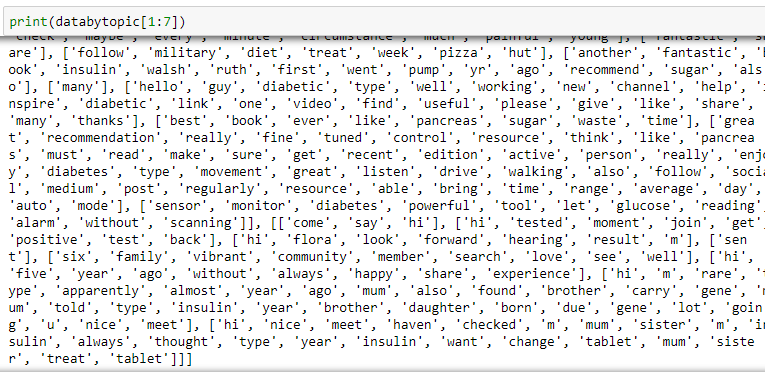 print(databytopic[1:7])
'check', 'maybe', 'every', 'minute', 'circumstance', 'much', 'painful', 'young'], ['fantastic',
are'], ['follow', 'military', 'diet', 'treat', 'week', 'pizza', 'hut'], ['another', 'fantastic',
ook', 'insulin', 'walsh', 'ruth', 'first', 'went', 'pump', 'yr', 'ago', 'recommend', 'sugar', 'als
o'], ['many'], ['hello', 'guy', 'diabetic', 'type', 'well', 'working', 'new', 'channel', 'help', 'i
nspire', 'diabetic', 'link', 'one', 'video', 'find', 'useful', 'please', 'give', 'like', 'share',
'many', 'thanks'], ['best', 'book', 'ever', 'like', 'pancreas', 'sugar', 'waste', 'time'], ['grea
t', 'recommendation', 'really', 'fine', 'tuned', 'control', 'resource', 'think', 'like', 'pancrea
s', 'must', 'read', 'make', 'sure', 'get', 'recent', 'edition', 'active', 'person', 'really', 'enj
y', 'diabetes', 'type', 'movement', 'great', 'listen', 'drive', 'walking', 'also', 'follow', 'soci
l', 'medium', 'post', 'regularly', 'resource', 'able', 'bring', 'time', 'range', 'average', 'day',
'auto', 'mode'], ['sensor', 'monitor', 'diabetes', 'powerful', 'tool', 'let', 'glucose', 'reading'
'alarm', 'without', 'scanning']], [['come', 'say', 'hi'], ['hi', 'tested', 'moment', 'join', 'get'
'positive', 'test', 'back'], ['hi', 'flora', 'look', 'forward', 'hearing', 'result', 'm'], ['sen
t'], ['six', 'family', 'vibrant', 'community', 'member', 'search', 'love', 'see', 'well'], ['hi',
'five', 'year', 'ago', 'without', 'always', 'happy', 'share', 'experience'], ['hi', 'm', 'rare', 't
ype', 'apparently', 'almost', 'year', 'ago', 'mum', 'also', 'found', 'brother', 'carry', 'gene',
um', 'told', 'type', 'insulin', 'year', 'brother', 'daughter', 'born', 'due', 'gene', 'lot', 'goin
g', 'u', 'nice', 'meet'], ['hi', 'nice', 'meet', 'haven', 'checked', 'm', 'mum', 'sister', 'm', 'i
sulin', 'always', 'thought', 'type', 'year', 'insulin', 'want', 'change', 'tablet', 'mum', 'siste
r', 'treat', 'tablet']]]